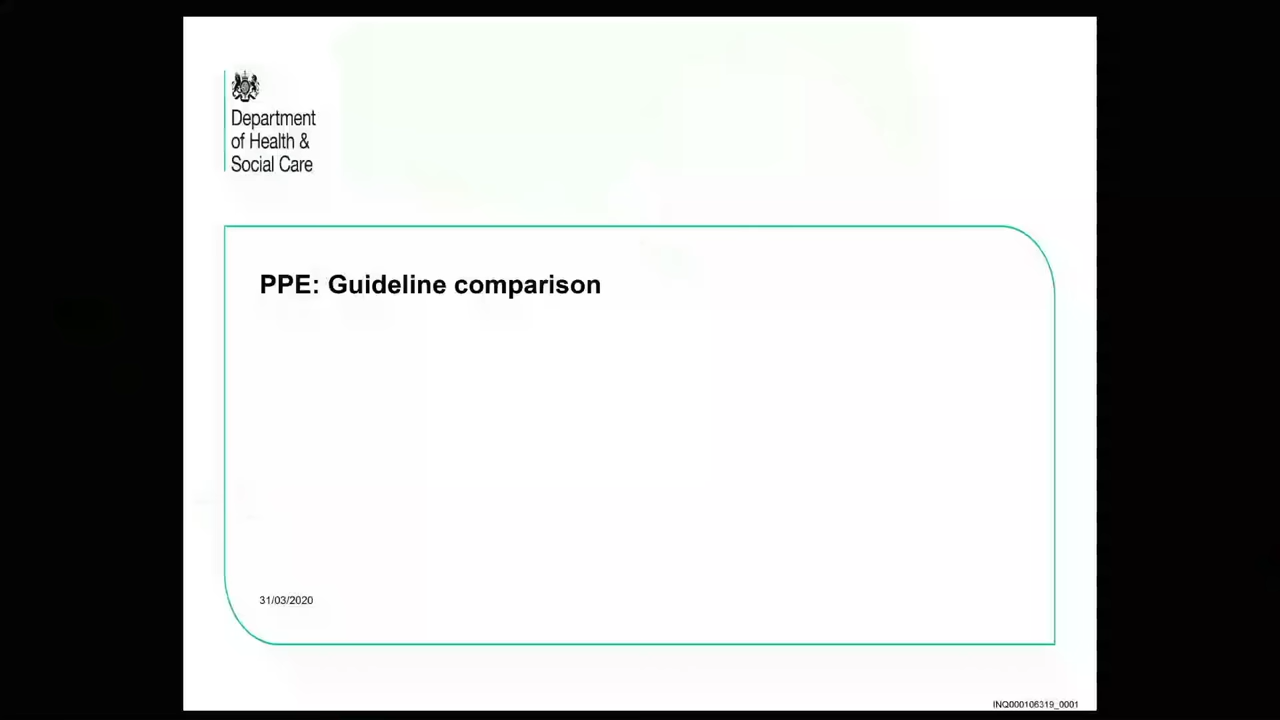 Department
of Health &
Social Care
PPE: Guideline comparison
31/03/2020
INQ000106319_0001